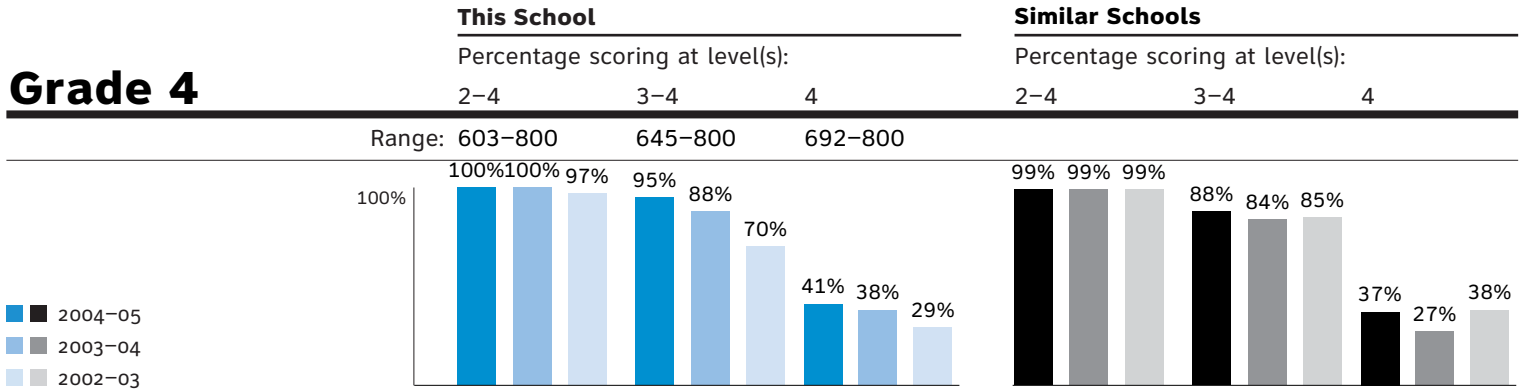 This School Similar Schools
Percentage scoring at level(s): Percentage scoring at level(s):
Grade 4 2–4 3–4 4 2–4 3–4 4
Range: 603–800 645–800 692–800
100% 100% 97% 95% 88% 70% 41% 38% 29% 99% 99% 99% 88% 84% 85% 37% 27% 38%
100%
2004–05
2003–04
2002–03